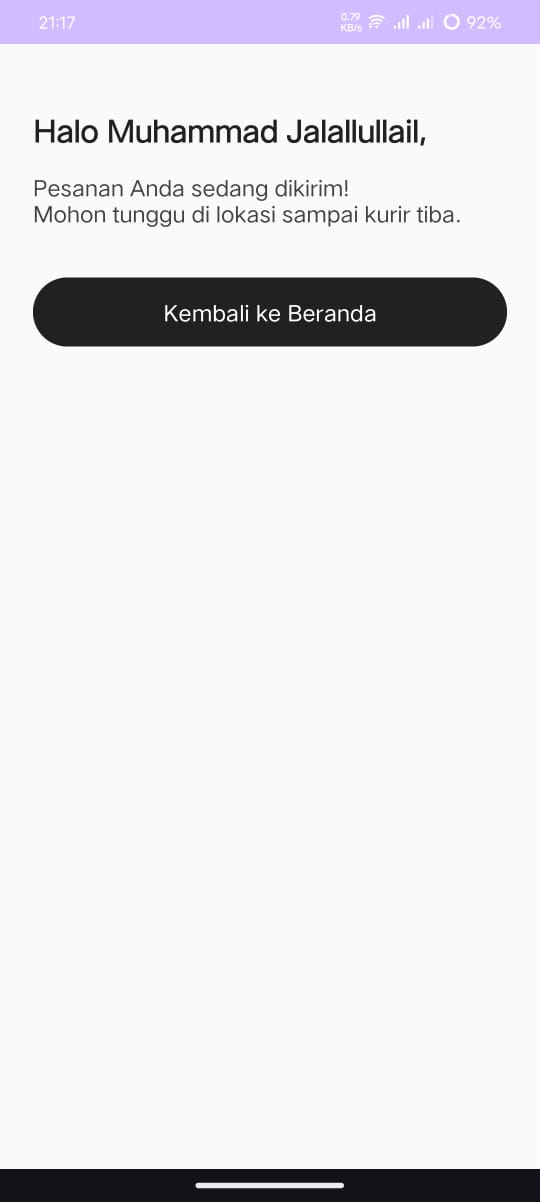 21:17
0.79
KB/s
92%
Halo Muhammad Jalallullail,
Pesanan Anda sedang dikirim!
Mohon tunggu di lokasi sampai kurir tiba.
Kembali ke Beranda